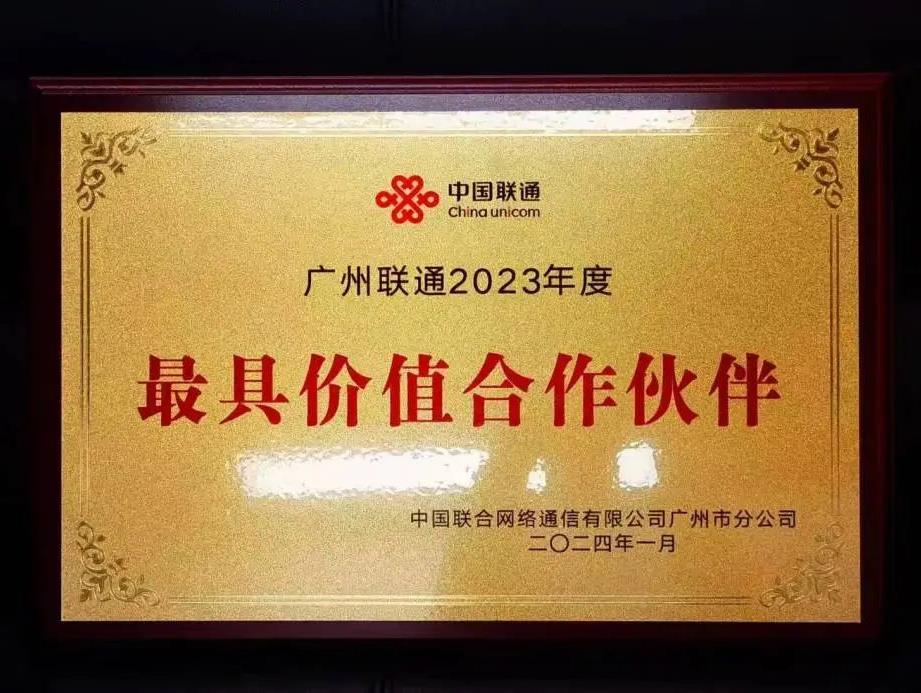 中国联通
China unicom
广州联通2023年度
最具价值合作伙伴
中国联合网络通信有限公司广州市分公司
二〇二四年一月